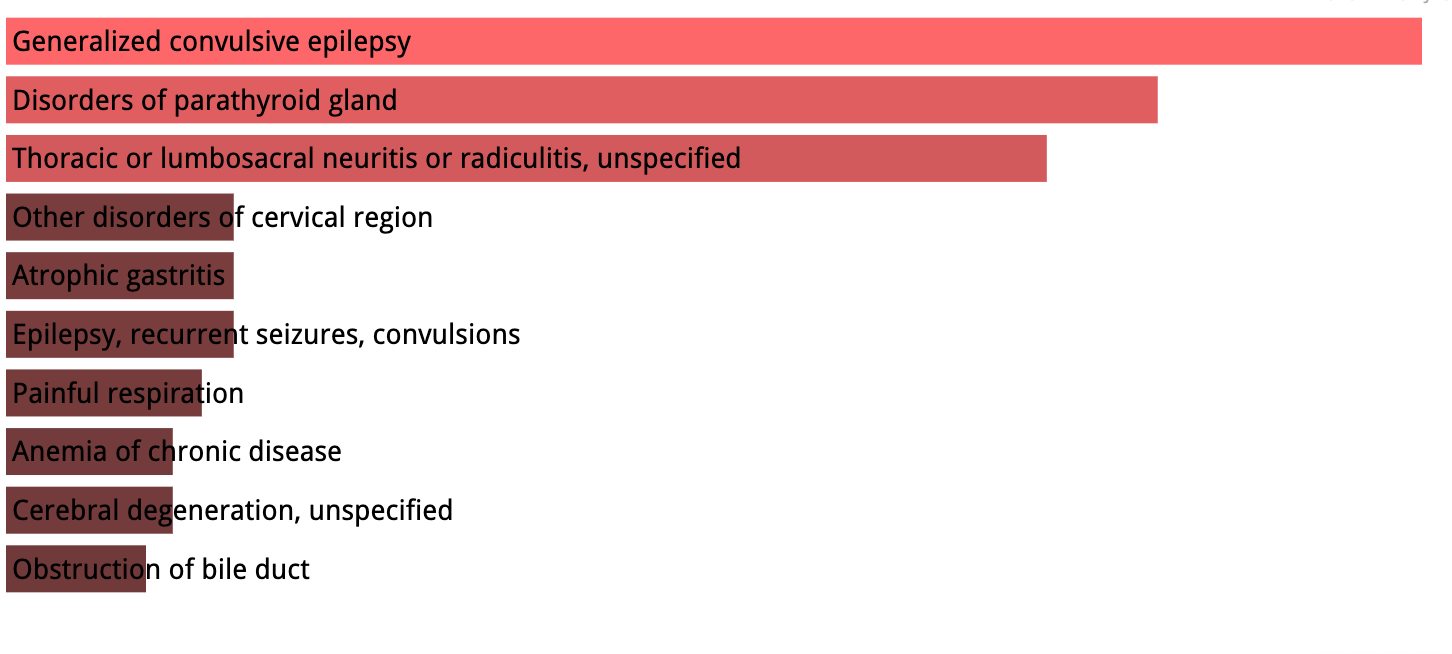 Generalized convulsive epilepsy
Disorders of parathyroid gland
Thoracic or lumbosacral neuritis or radiculitis, unspecified
Other disorders of cervical region
Atrophic gastritis
Epilepsy, recurrent seizures, convulsions
Painful respiration
Anemia of chronic disease
Cerebral degeneration, unspecified
Obstruction of bile duct